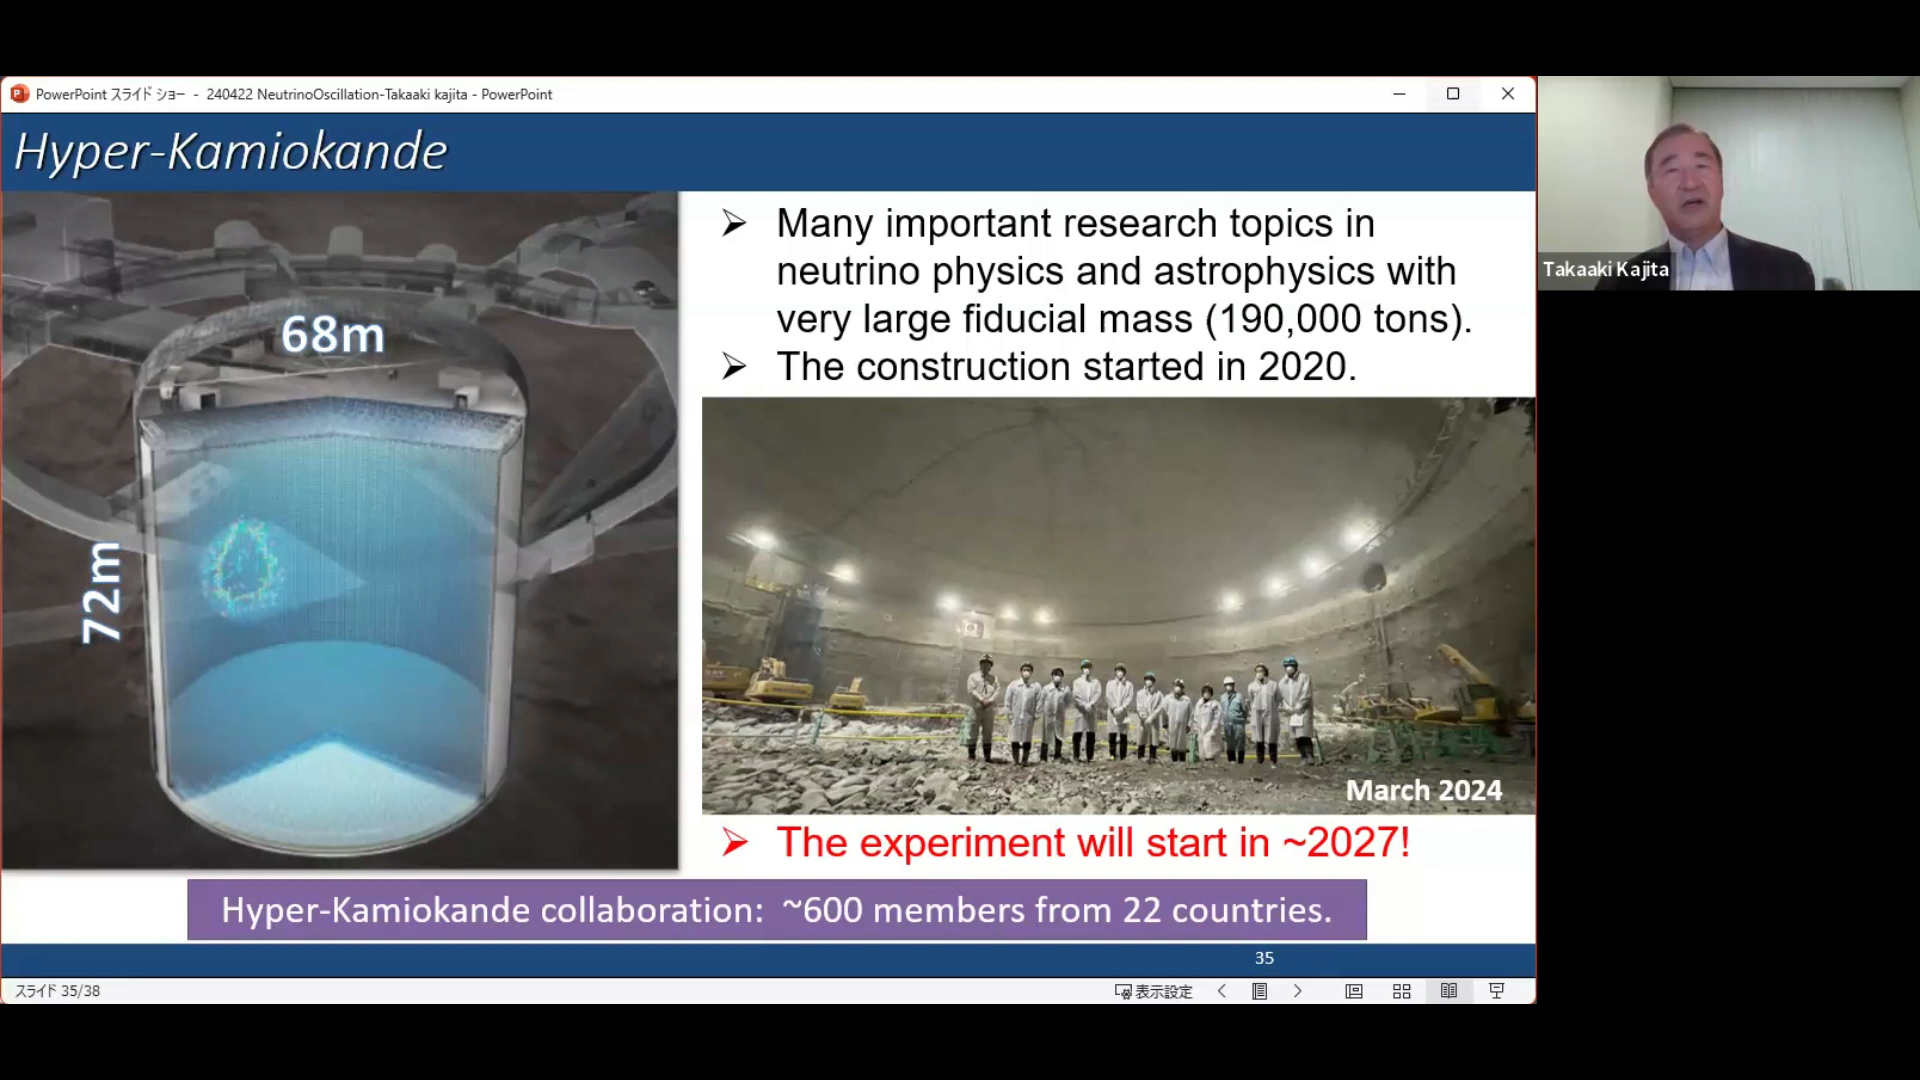 PowerPoint スライド ショー - 240422 NeutrinoOscillation-Takaaki kajita - PowerPoint
Hyper-Kamiokande
68m
72m
➢ Many important research topics in
neutrino physics and astrophysics with
very large fiducial mass (190,000 tons).
➢ The construction started in 2020.
March 2024
➢ The experiment will start in ~2027!
Hyper-Kamiokande collaboration: ~600 members from 22 countries.
35
スライド 35/38
表示設定
Takaaki Kajita